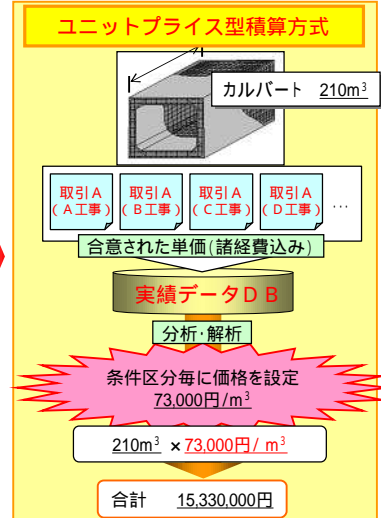 ユニットプライス型積算方式
カルバート 210m³
取引A
(A工事)
取引A
(B工事)
取引A
(C工事)
取引A
(D工事)
…
合意された単価(諸経費込み)
実績データDB
分析・解析
条件区分毎に価格を設定
73,000円/m³
210m³ ×73,000円/ m³
合計 15,330,000円